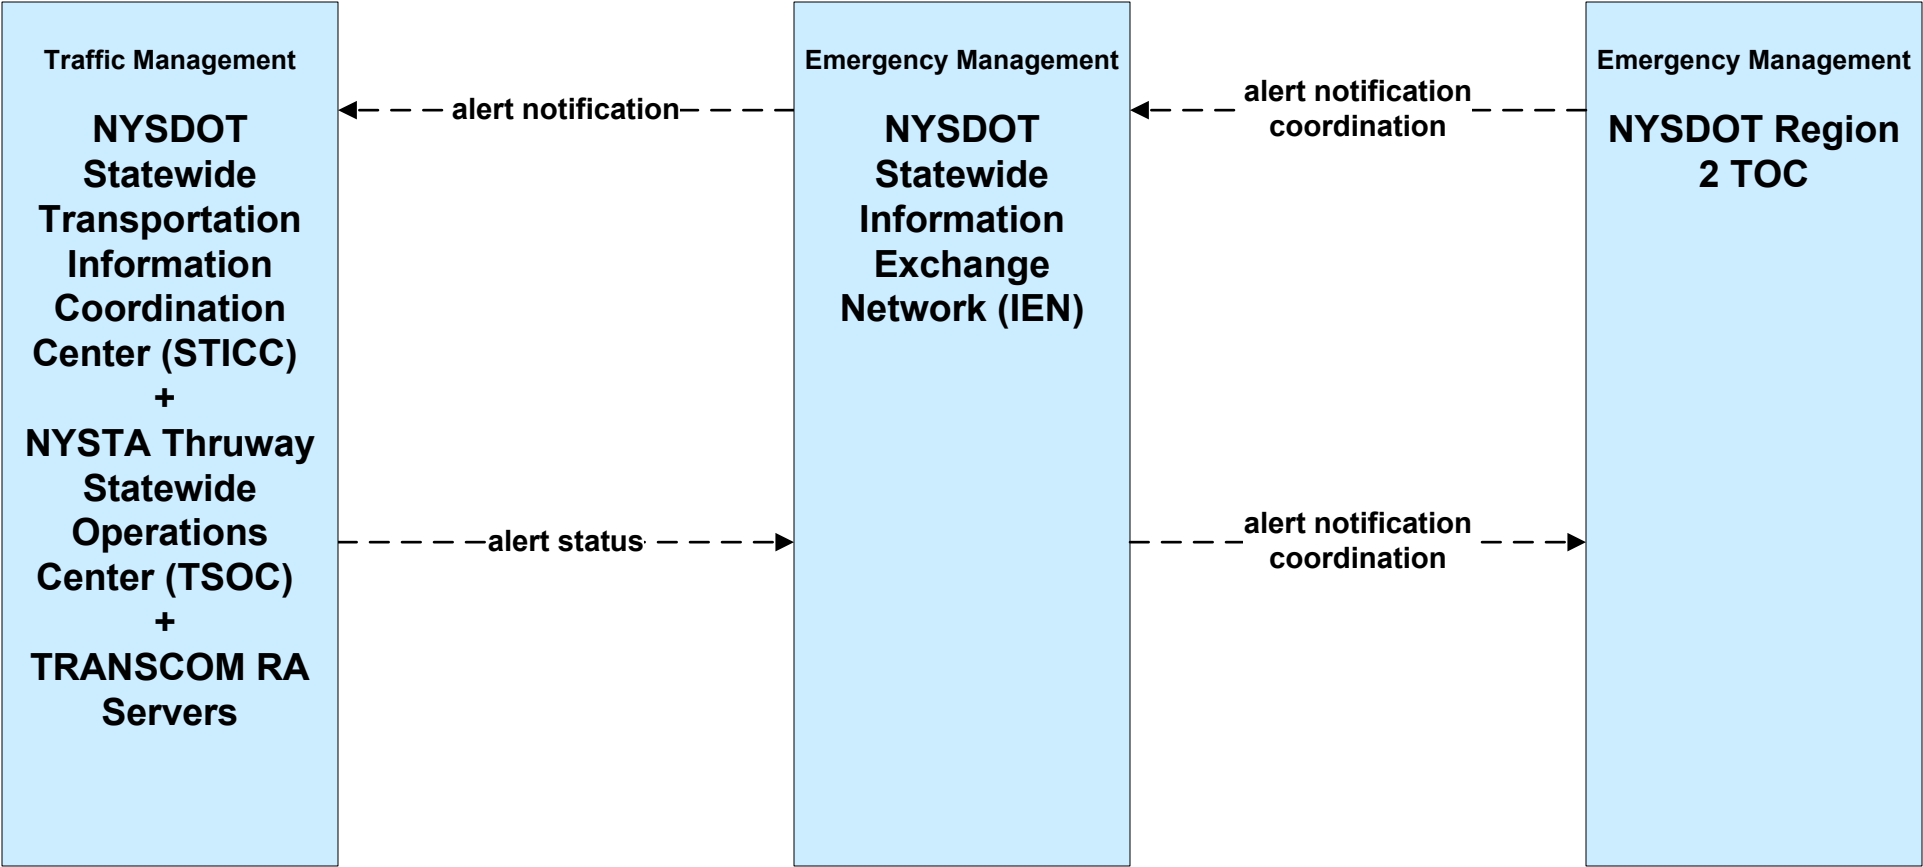 Traffic Management
NYSDOT
Statewide
Transportation
Information
Coordination
Center (STICC)
+
NYSTA Thruway
Statewide
Operations
Center (TSOC)
+
TRANSCOM RA
Servers
alert notification
alert status
Emergency Management
NYSDOT
Statewide
Information
Exchange
Network (IEN)
alert notification
coordination
alert notification
coordination
Emergency Management
NYSDOT Region
2 TOC